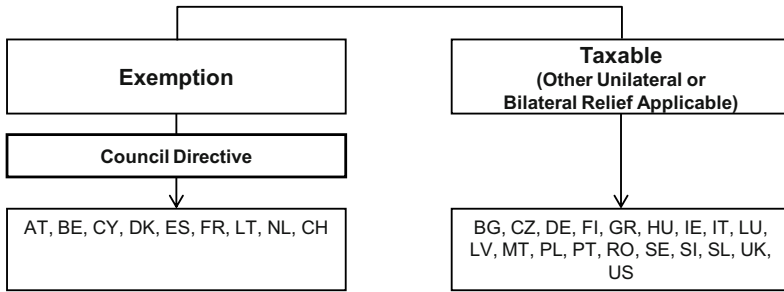 Exemption
Taxable
(Other Unilateral or
Bilateral Relief Applicable)
Council Directive
AT, BE, CY, DK, ES, FR, LT, NL, CH
BG, CZ, DE, FI, GR, HU, IE, IT, LU,
LV, MT, PL, PT, RO, SE, SI, SL, UK,
US